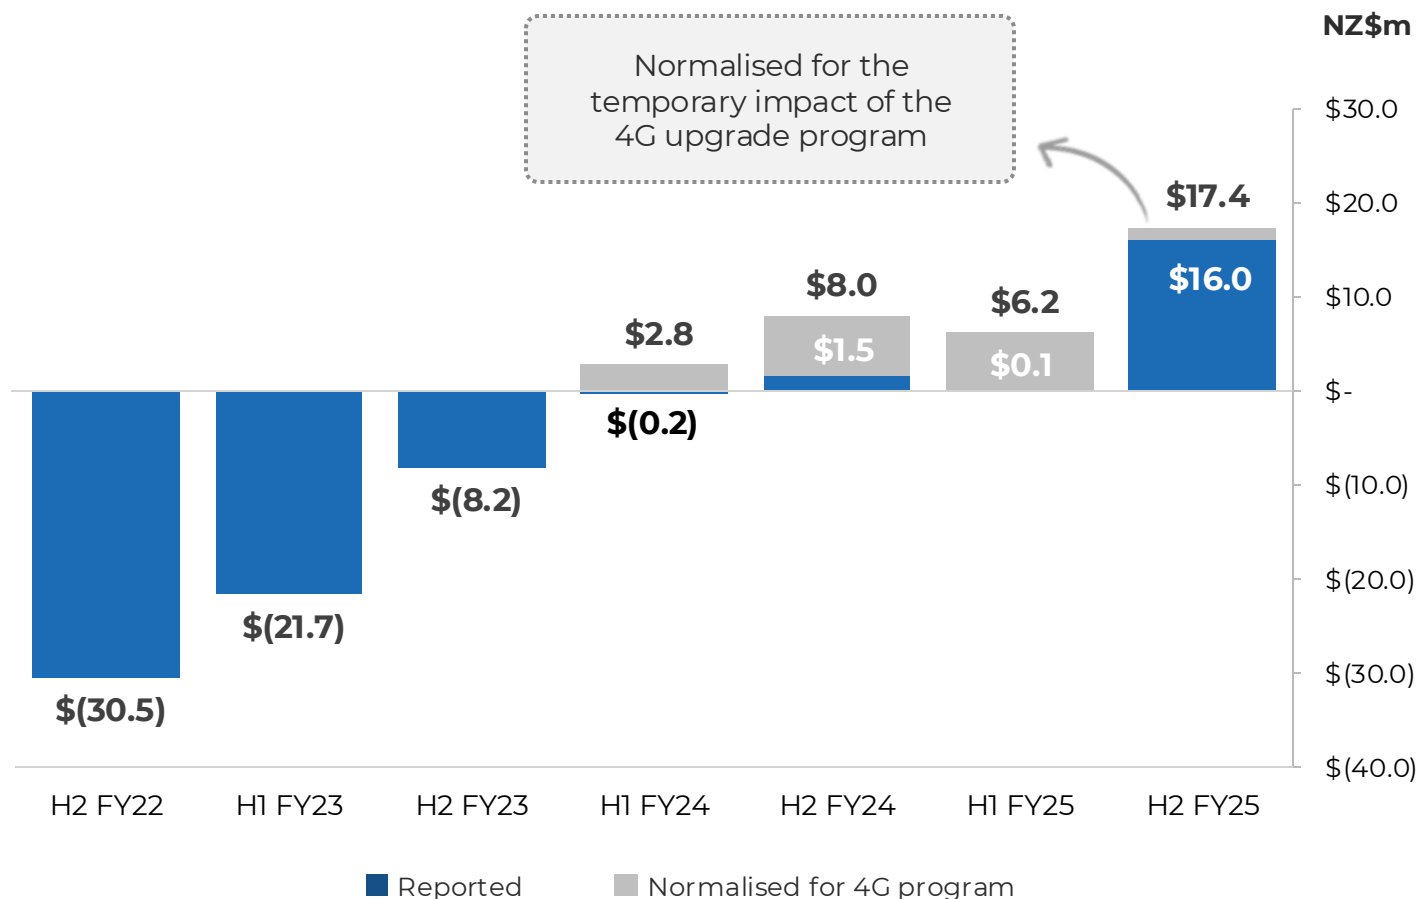 NZ$m
Normalised for the
temporary impact of the
4G upgrade program
$30.0
$20.0
$10.0
$-
$(10.0)
$(20.0)
$(30.0)
$(40.0)
$(30.5)
$(21.7)
$(8.2)
$2.8
$(0.2)
$8.0
$1.5
$6.2
$0.1
$17.4
$16.0
H2 FY22
H1 FY23
H2 FY23
H1 FY24
H2 FY24
H1 FY25
H2 FY25
Reported
Normalised for 4G program